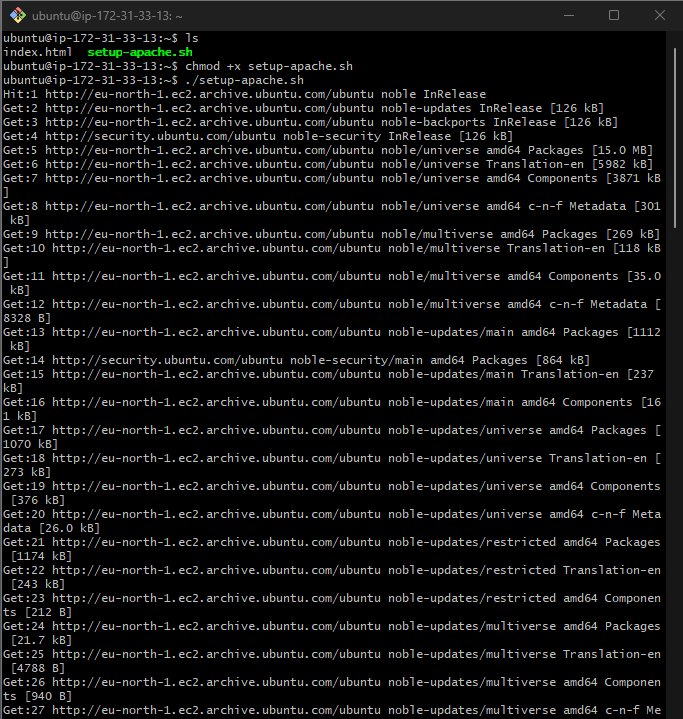 ubuntu@ip-172-31-33-13: ~
ubuntu@ip-172-31-33-13:~$ ls
index.html  setup-apache.sh
ubuntu@ip-172-31-33-13:~$ chmod +x setup-apache.sh
ubuntu@ip-172-31-33-13:~$ ./setup-apache.sh
Hit:1 http://eu-north-1.ec2.archive.ubuntu.com/ubuntu noble InRelease
Get:2 http://eu-north-1.ec2.archive.ubuntu.com/ubuntu noble-updates InRelease [126 kB]
Get:3 http://eu-north-1.ec2.archive.ubuntu.com/ubuntu noble-backports InRelease [126 kB]
Get:4 http://security.ubuntu.com/ubuntu noble-security InRelease [126 kB]
Get:5 http://eu-north-1.ec2.archive.ubuntu.com/ubuntu noble/universe amd64 Packages [15.0 MB]
Get:6 http://eu-north-1.ec2.archive.ubuntu.com/ubuntu noble/universe Translation-en [5982 kB]
Get:7 http://eu-north-1.ec2.archive.ubuntu.com/ubuntu noble/universe amd64 Components [3871 kB
]
Get:8 http://eu-north-1.ec2.archive.ubuntu.com/ubuntu noble/universe amd64 c-n-f Metadata [301
 kB]
Get:9 http://eu-north-1.ec2.archive.ubuntu.com/ubuntu noble/multiverse amd64 Packages [269 kB]
Get:10 http://eu-north-1.ec2.archive.ubuntu.com/ubuntu noble/multiverse Translation-en [118 kB
]
Get:11 http://eu-north-1.ec2.archive.ubuntu.com/ubuntu noble/multiverse amd64 Components [35.0
 kB]
Get:12 http://eu-north-1.ec2.archive.ubuntu.com/ubuntu noble/multiverse amd64 c-n-f Metadata [
8328 B]
Get:13 http://eu-north-1.ec2.archive.ubuntu.com/ubuntu noble-updates/main amd64 Packages [1112
 kB]
Get:14 http://security.ubuntu.com/ubuntu noble-security/main amd64 Packages [864 kB]
Get:15 http://eu-north-1.ec2.archive.ubuntu.com/ubuntu noble-updates/main Translation-en [237
kB]
Get:16 http://eu-north-1.ec2.archive.ubuntu.com/ubuntu noble-updates/main amd64 Components [16
1 kB]
Get:17 http://eu-north-1.ec2.archive.ubuntu.com/ubuntu noble-updates/universe amd64 Packages [
1070 kB]
Get:18 http://eu-north-1.ec2.archive.ubuntu.com/ubuntu noble-updates/universe Translation-en [
273 kB]
Get:19 http://eu-north-1.ec2.archive.ubuntu.com/ubuntu noble-updates/universe amd64 Components
 [376 kB]
Get:20 http://eu-north-1.ec2.archive.ubuntu.com/ubuntu noble-updates/universe amd64 c-n-f Meta
data [26.0 kB]
Get:21 http://eu-north-1.ec2.archive.ubuntu.com/ubuntu noble-updates/restricted amd64 Packages
 [1174 kB]
Get:22 http://eu-north-1.ec2.archive.ubuntu.com/ubuntu noble-updates/restricted Translation-en
 [243 kB]
Get:23 http://eu-north-1.ec2.archive.ubuntu.com/ubuntu noble-updates/restricted amd64 Componen
ts [212 B]
Get:24 http://eu-north-1.ec2.archive.ubuntu.com/ubuntu noble-updates/multiverse amd64 Packages
 [21.7 kB]
Get:25 http://eu-north-1.ec2.archive.ubuntu.com/ubuntu noble-updates/multiverse Translation-en
 [4788 B]
Get:26 http://eu-north-1.ec2.archive.ubuntu.com/ubuntu noble-updates/multiverse amd64 Componen
ts [940 B]
Get:27 http://eu-north-1.ec2.archive.ubuntu.com/ubuntu noble-updates/multiverse amd64 c-n-f Me